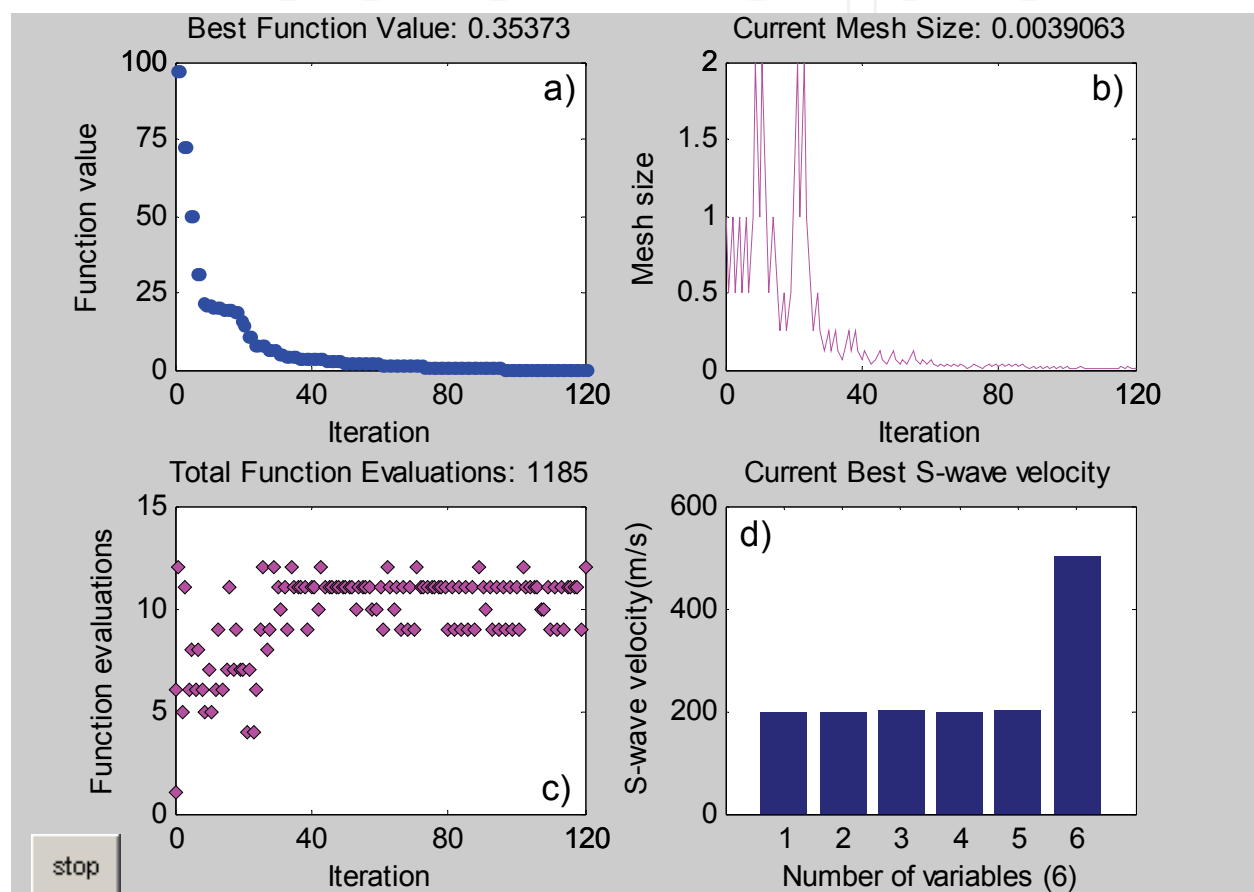 Best Function Value: 0.35373
a)
100
75
50
25
0
0 40 80 120
Function value
Iteration
Current Mesh Size: 0.0039063
b)
2
1.5
1
0.5
0
0 40 80 120
Mesh size
Iteration
Total Function Evaluations: 1185
15
10
5
0
c)
0 40 80 120
Function evaluations
Iteration
Current Best S-wave velocity
d)
600
400
200
0
1 2 3 4 5 6
S-wave velocity(m/s)
Number of variables (6)
stop